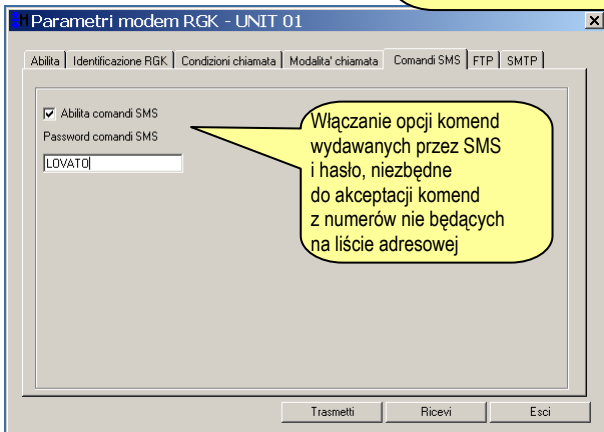 Parametri modem RGK - UNIT 01
Abilita Identificazione RGK Condizioni chiamata Modalita' chiamata Comandi SMS FTP SMTP
Abilita comandi SMS
Password comandi SMS
LOVATO
Włączanie opcji komend
wydawanych przez SMS
i hasło, niezbędne
do akceptacji komend
z numerów nie będących
na liście adresowej
Trasmetti Ricevi Esci